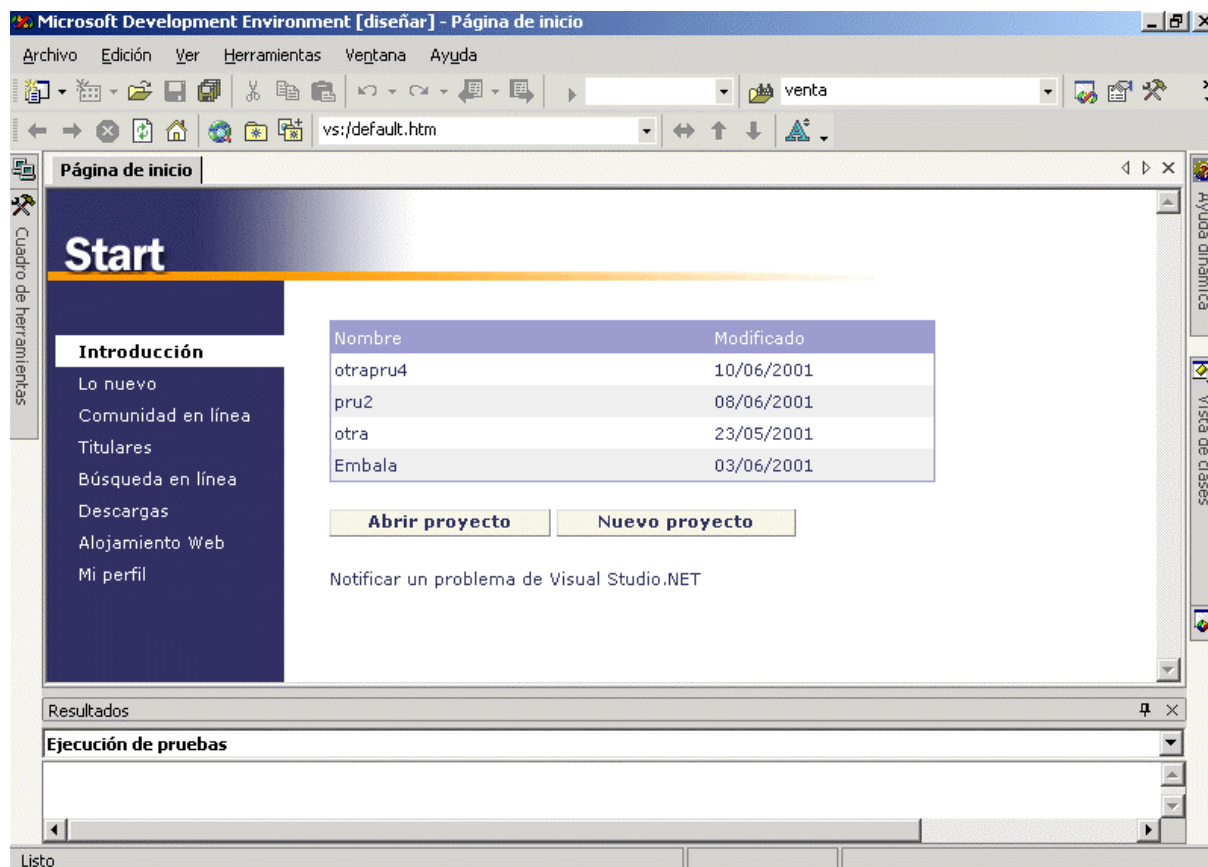 Microsoft Development Environment [diseñar] - Página de inicio
Archivo Edición Ver Herramientas Ventana Ayuda
venta
vs:/default.htm
Página de inicio
Cuadro de herramientas
Start
Introducción
Lo nuevo
Comunidad en línea
Titulares
Búsqueda en línea
Descargas
Alojamiento Web
Mi perfil
Nombre Modificado
otrapru4 10/06/2001
pru2 08/06/2001
otra 23/05/2001
Embala 03/06/2001
Abrir proyecto Nuevo proyecto
Notificar un problema de Visual Studio.NET
Ayuda dinámica
Vista de clases
Resultados
Ejecución de pruebas
Listo